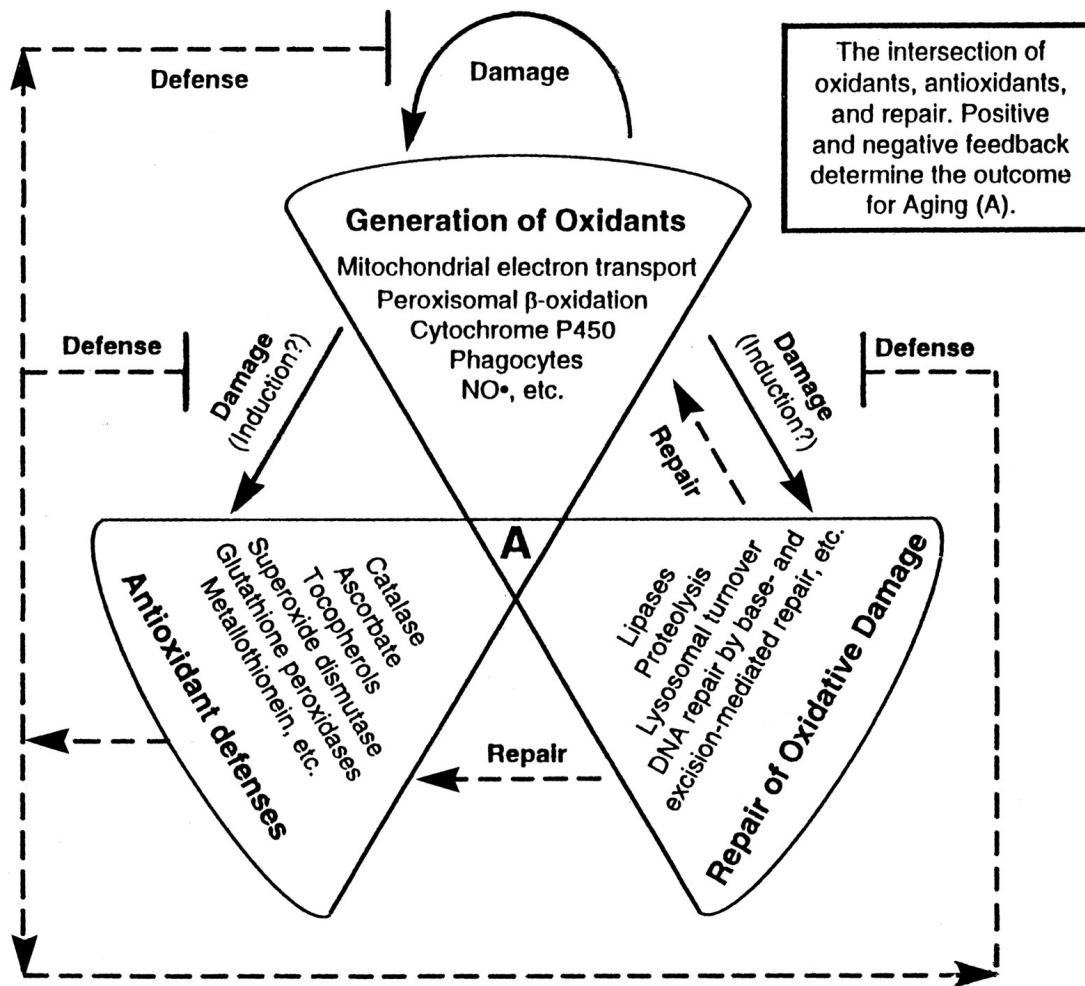 Defense
Damage
The intersection of
oxidants, antioxidants,
and repair. Positive
and negative feedback
determine the outcome
for Aging (A).
Generation of Oxidants
Mitochondrial electron transport
Peroxisomal β-oxidation
Cytochrome P450
Phagocytes
NO•, etc.
Defense
Damage
(Induction?)
Damage
(Induction?)
Defense
Repair
A
Catalase
Ascorbate
Tocopherols
Superoxide dismutase
Glutathione peroxidases
Metallothionein, etc.
Antioxidant defenses
Repair
Lipases
Proteolysis
Lysosomal turnover
DNA repair by base- and
excision-mediated repair, etc.
Repair of Oxidative Damage